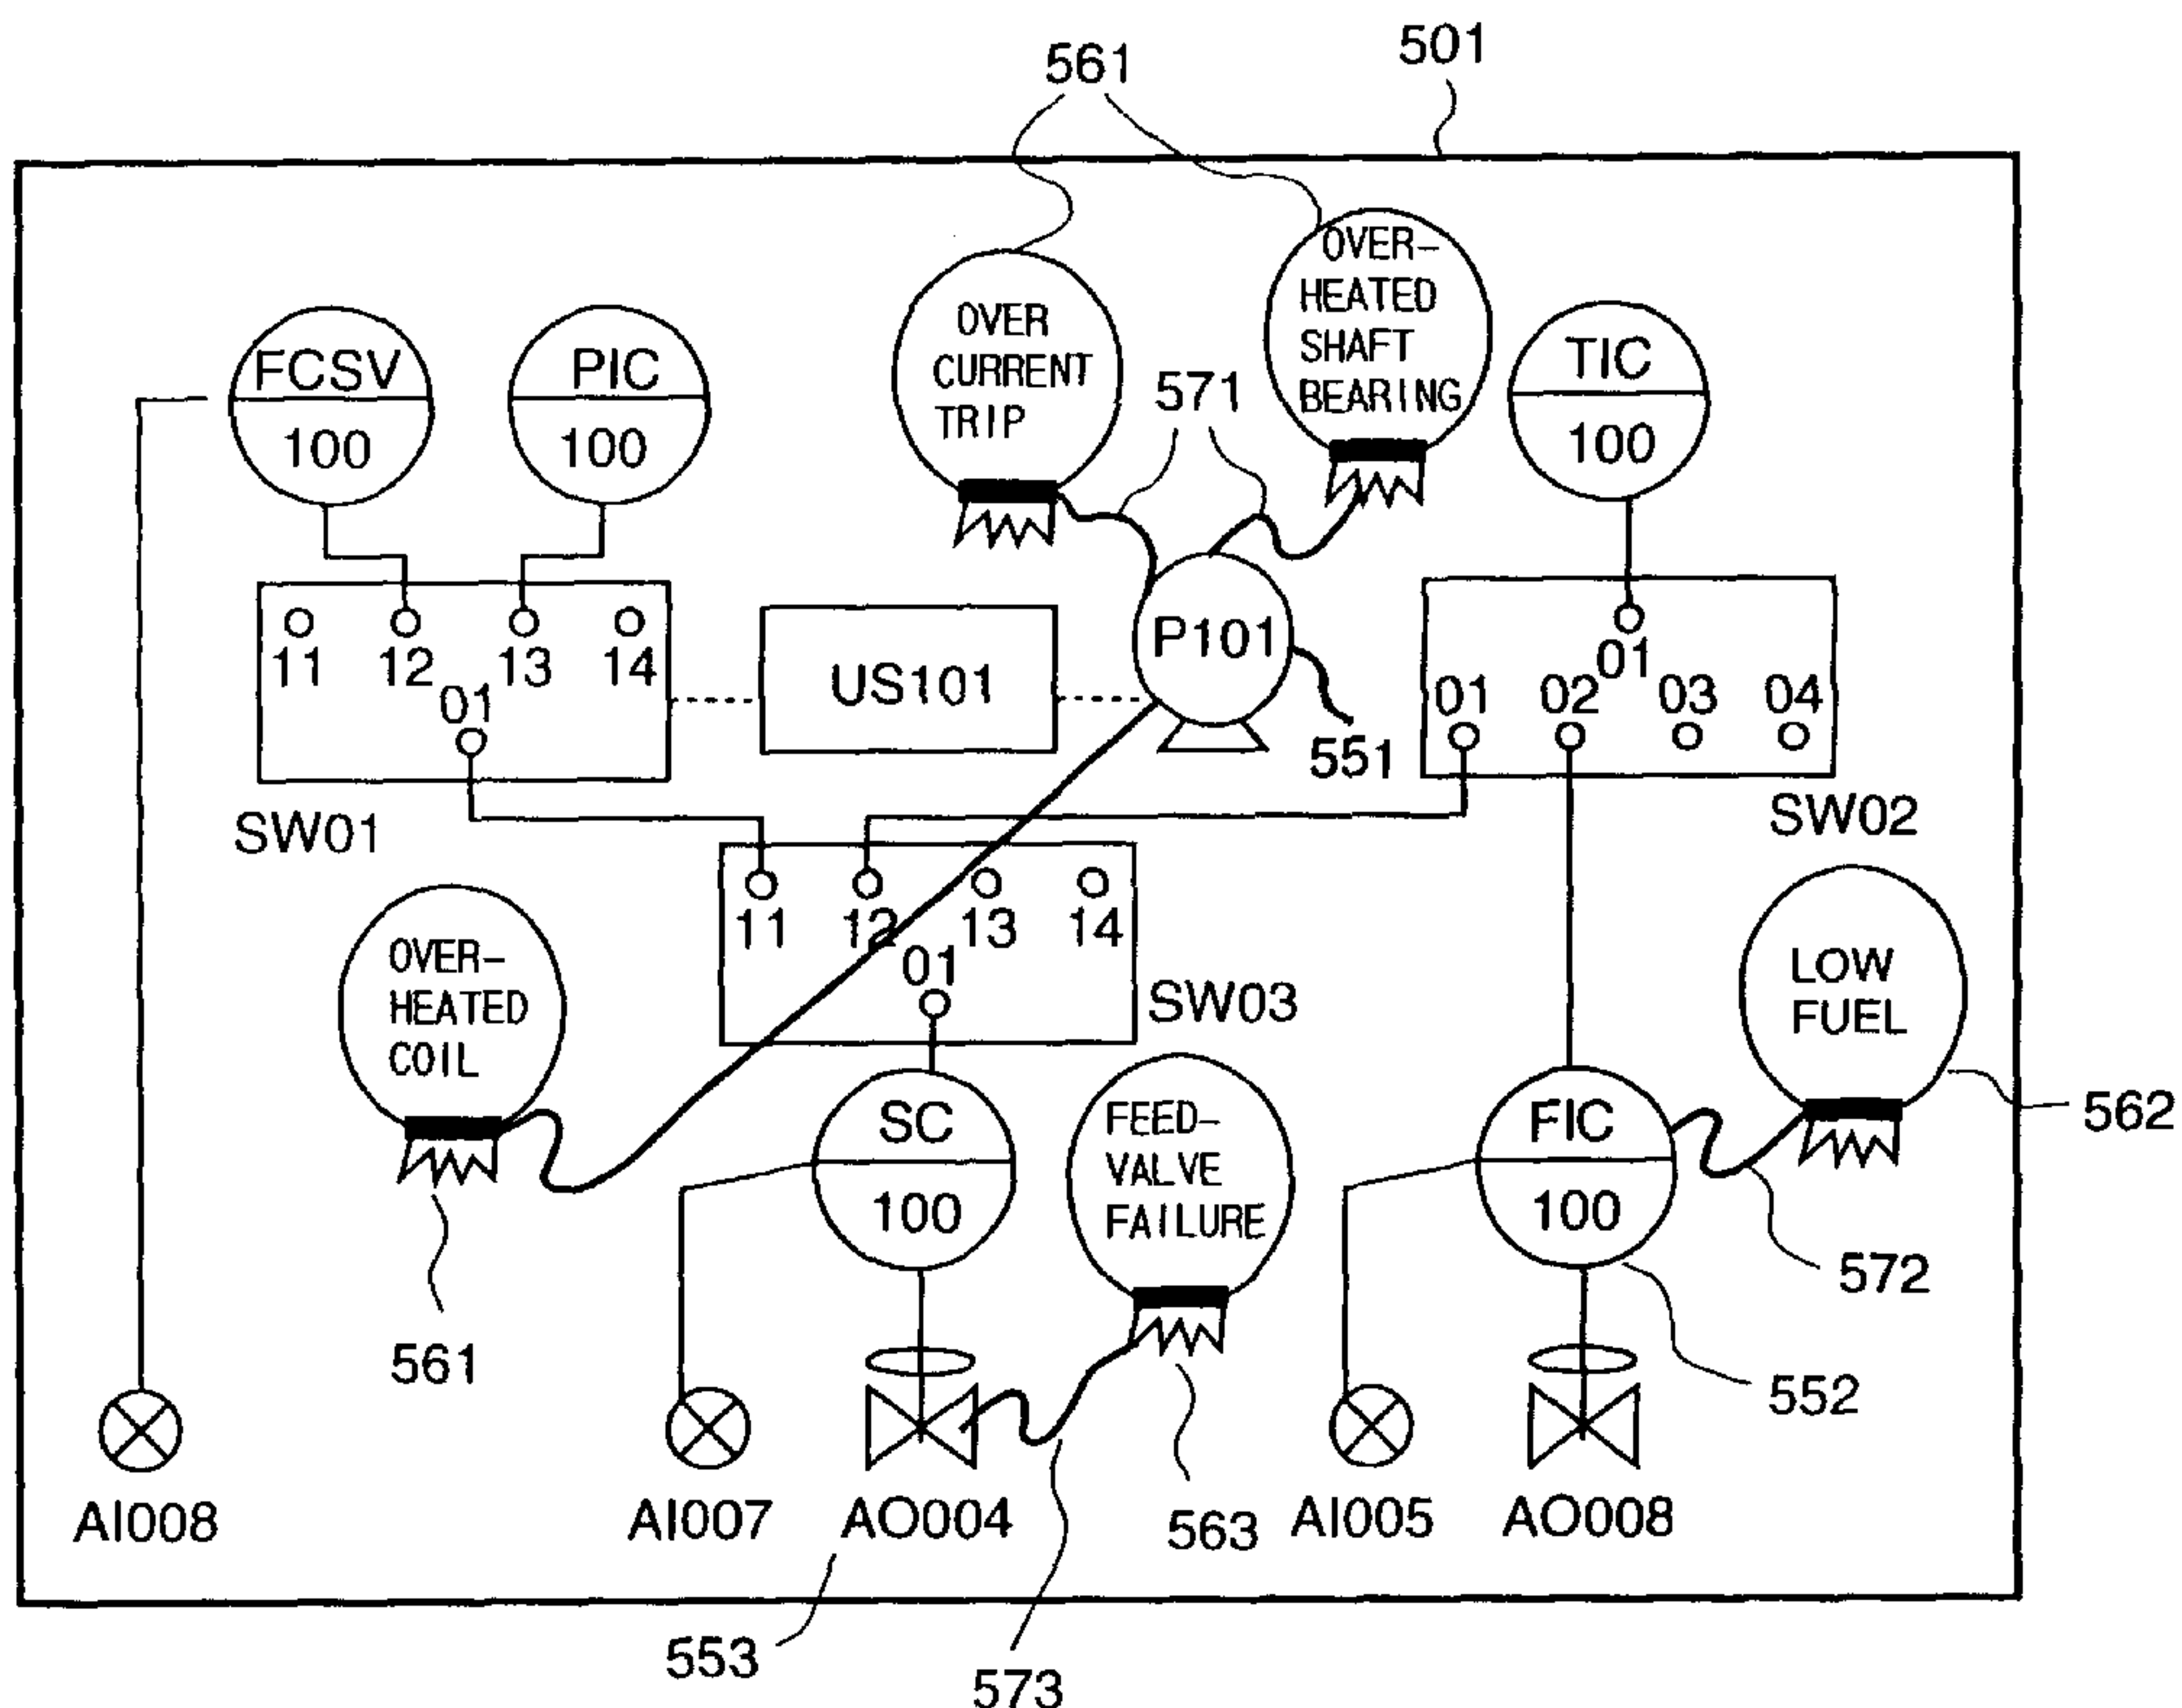 561
501
OVER
CURRENT
TRIP
OVER-
HEATED
SHAFT
BEARING
FCSV
100
PIC
100
571
TIC
100
11
12
13
14
01
US101
P101
551
01
01
02
03
04
SW01
SW02
11
12
13
14
01
SW03
OVER-
HEATED
COIL
561
LOW
FUEL
562
SC
100
FEED-
VALVE
FAILURE
FIC
100
572
552
AI008
AI007
AO004
563
AI005
AO008
553
573